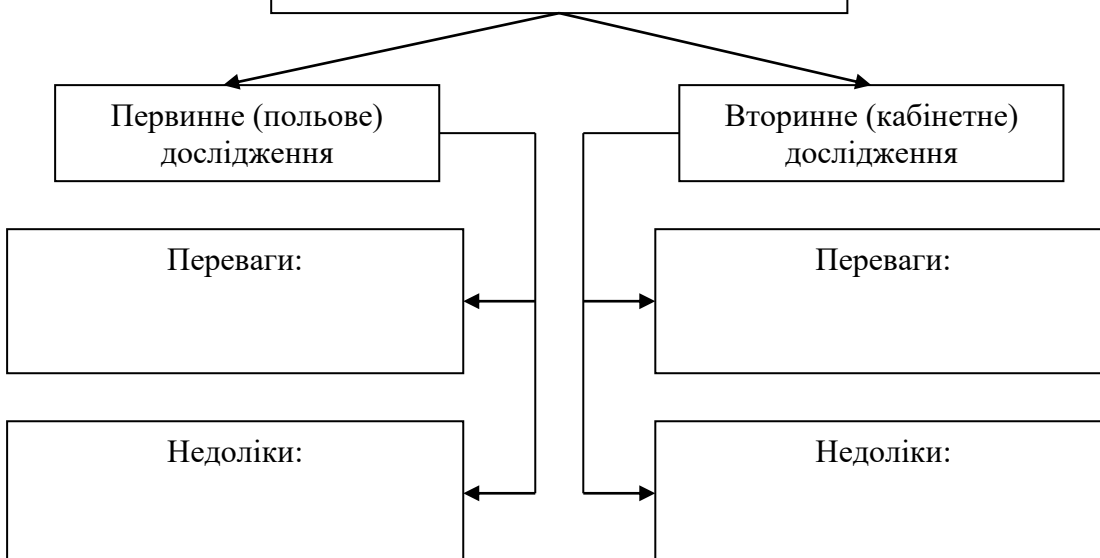 Первинне (польове)
дослідження
Вторинне (кабінетне)
дослідження
Переваги:
Переваги:
Недоліки:
Недоліки: